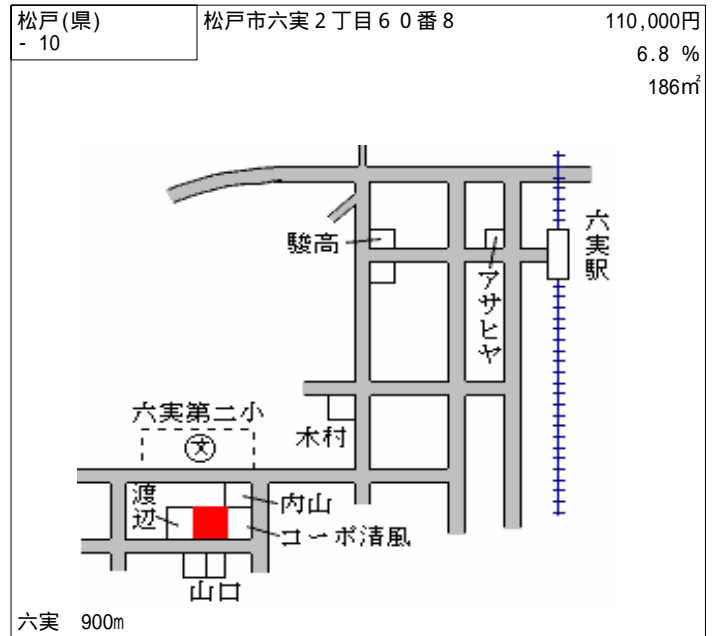 松戸(県)
- 10
松戸市六実２丁目６０番８
110,000円
6.8 %
186㎡
駿高
アサヒヤ
六実駅
六実第二小
文
木村
渡辺
内山
コーポ清風
山口
六実 900m